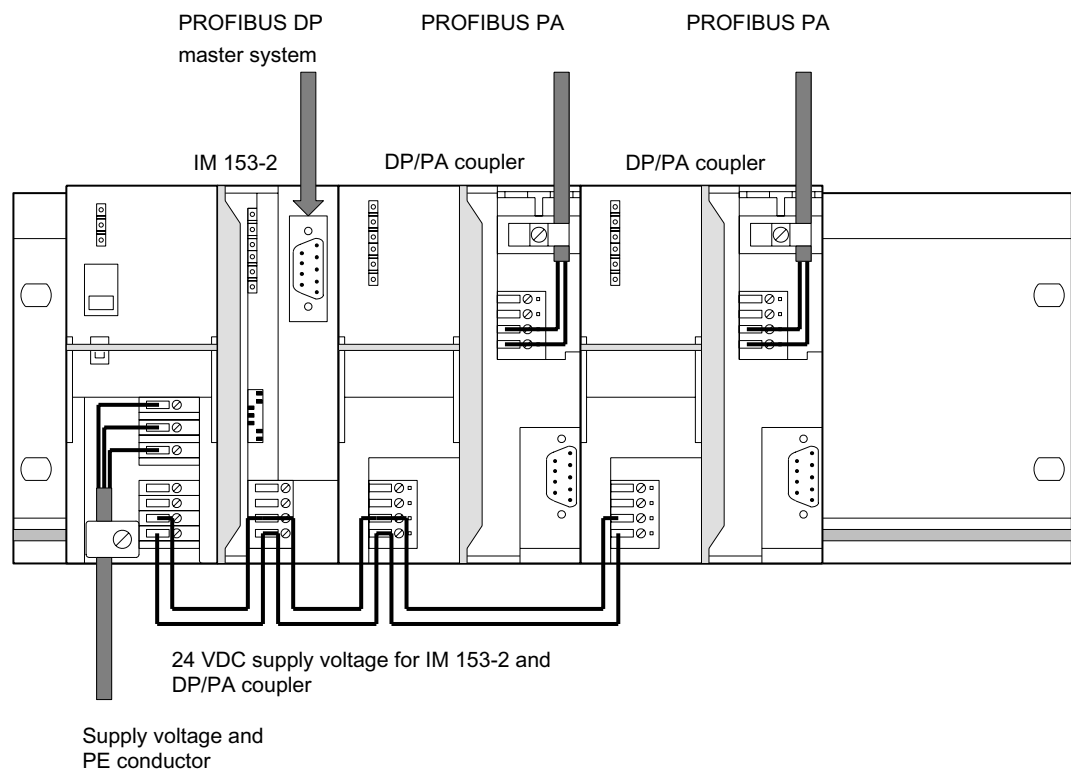 PROFIBUS DP
master system
PROFIBUS PA
PROFIBUS PA
IM 153-2
DP/PA coupler
DP/PA coupler
24 VDC supply voltage for IM 153-2 and
DP/PA coupler
Supply voltage and
PE conductor